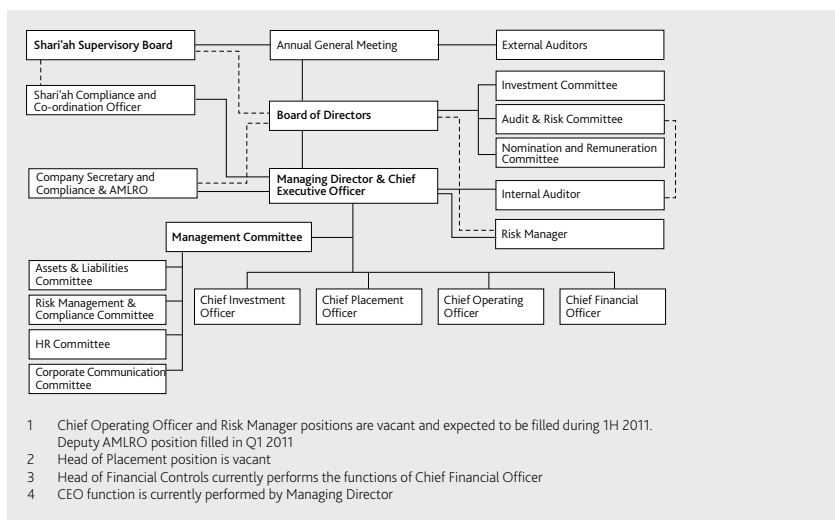 Shari'ah Supervisory Board
Annual General Meeting
External Auditors
Shari'ah Compliance and
Co-ordination Officer
Investment Committee
Board of Directors
Audit & Risk Committee
Nomination and Remuneration
Committee
Company Secretary and
Compliance & AMLRO
Managing Director & Chief
Executive Officer
Internal Auditor
Risk Manager
Management Committee
Assets & Liabilities
Committee
Risk Management &
Compliance Committee
HR Committee
Corporate Communication
Committee
Chief Investment
Officer
Chief Placement
Officer
Chief Operating
Officer
Chief Financial
Officer
1 Chief Operating Officer and Risk Manager positions are vacant and expected to be filled during 1H 2011.
Deputy AMLRO position filled in Q1 2011
2 Head of Placement position is vacant
3 Head of Financial Controls currently performs the functions of Chief Financial Officer
4 CEO function is currently performed by Managing Director